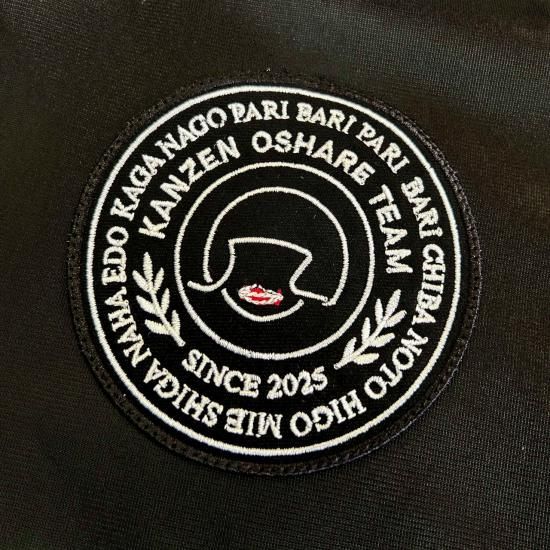 PARI BARI PARI BARI CHIBA NOTO HIGO MIE SHIGA NAHA EDO KAGA NAGO
KANZEN OSHARE TEAM
SINCE 2025